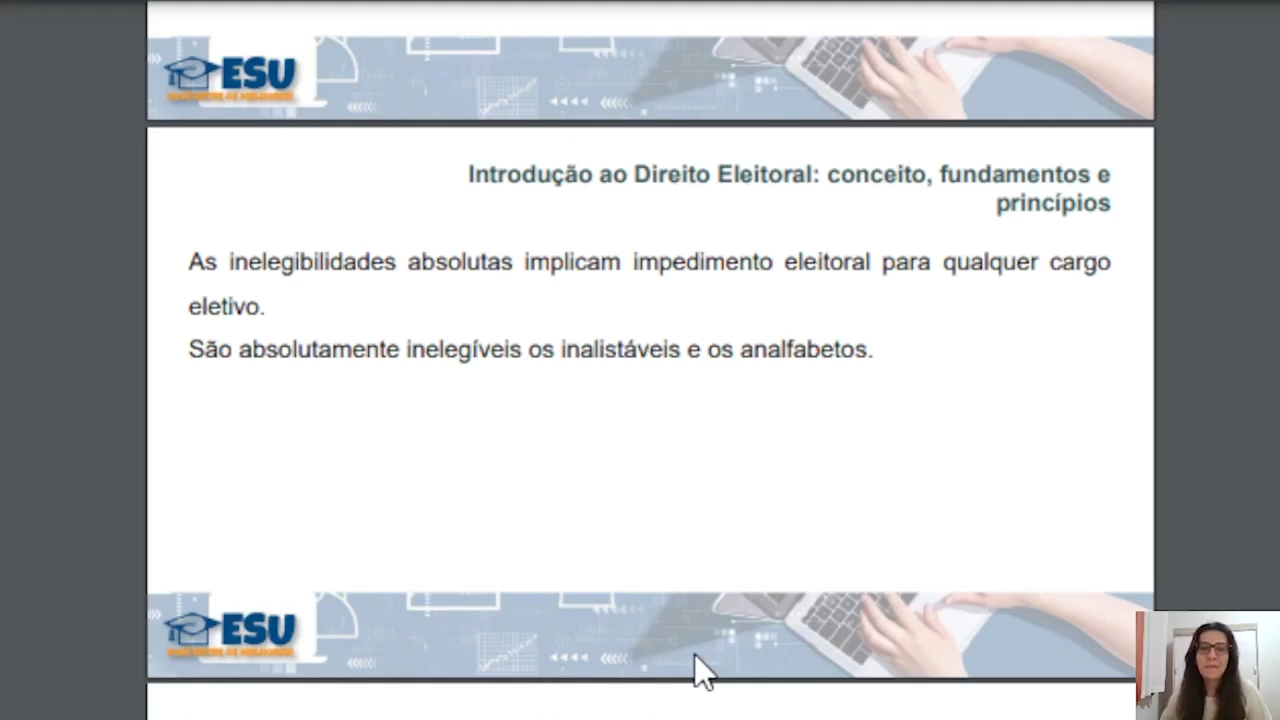 ESU
Introdução ao Direito Eleitoral: conceito, fundamentos e
princípios
As inelegibilidades absolutas implicam impedimento eleitoral para qualquer cargo
eletivo.
São absolutamente inelegíveis os inalistáveis e os analfabetos.
ESU